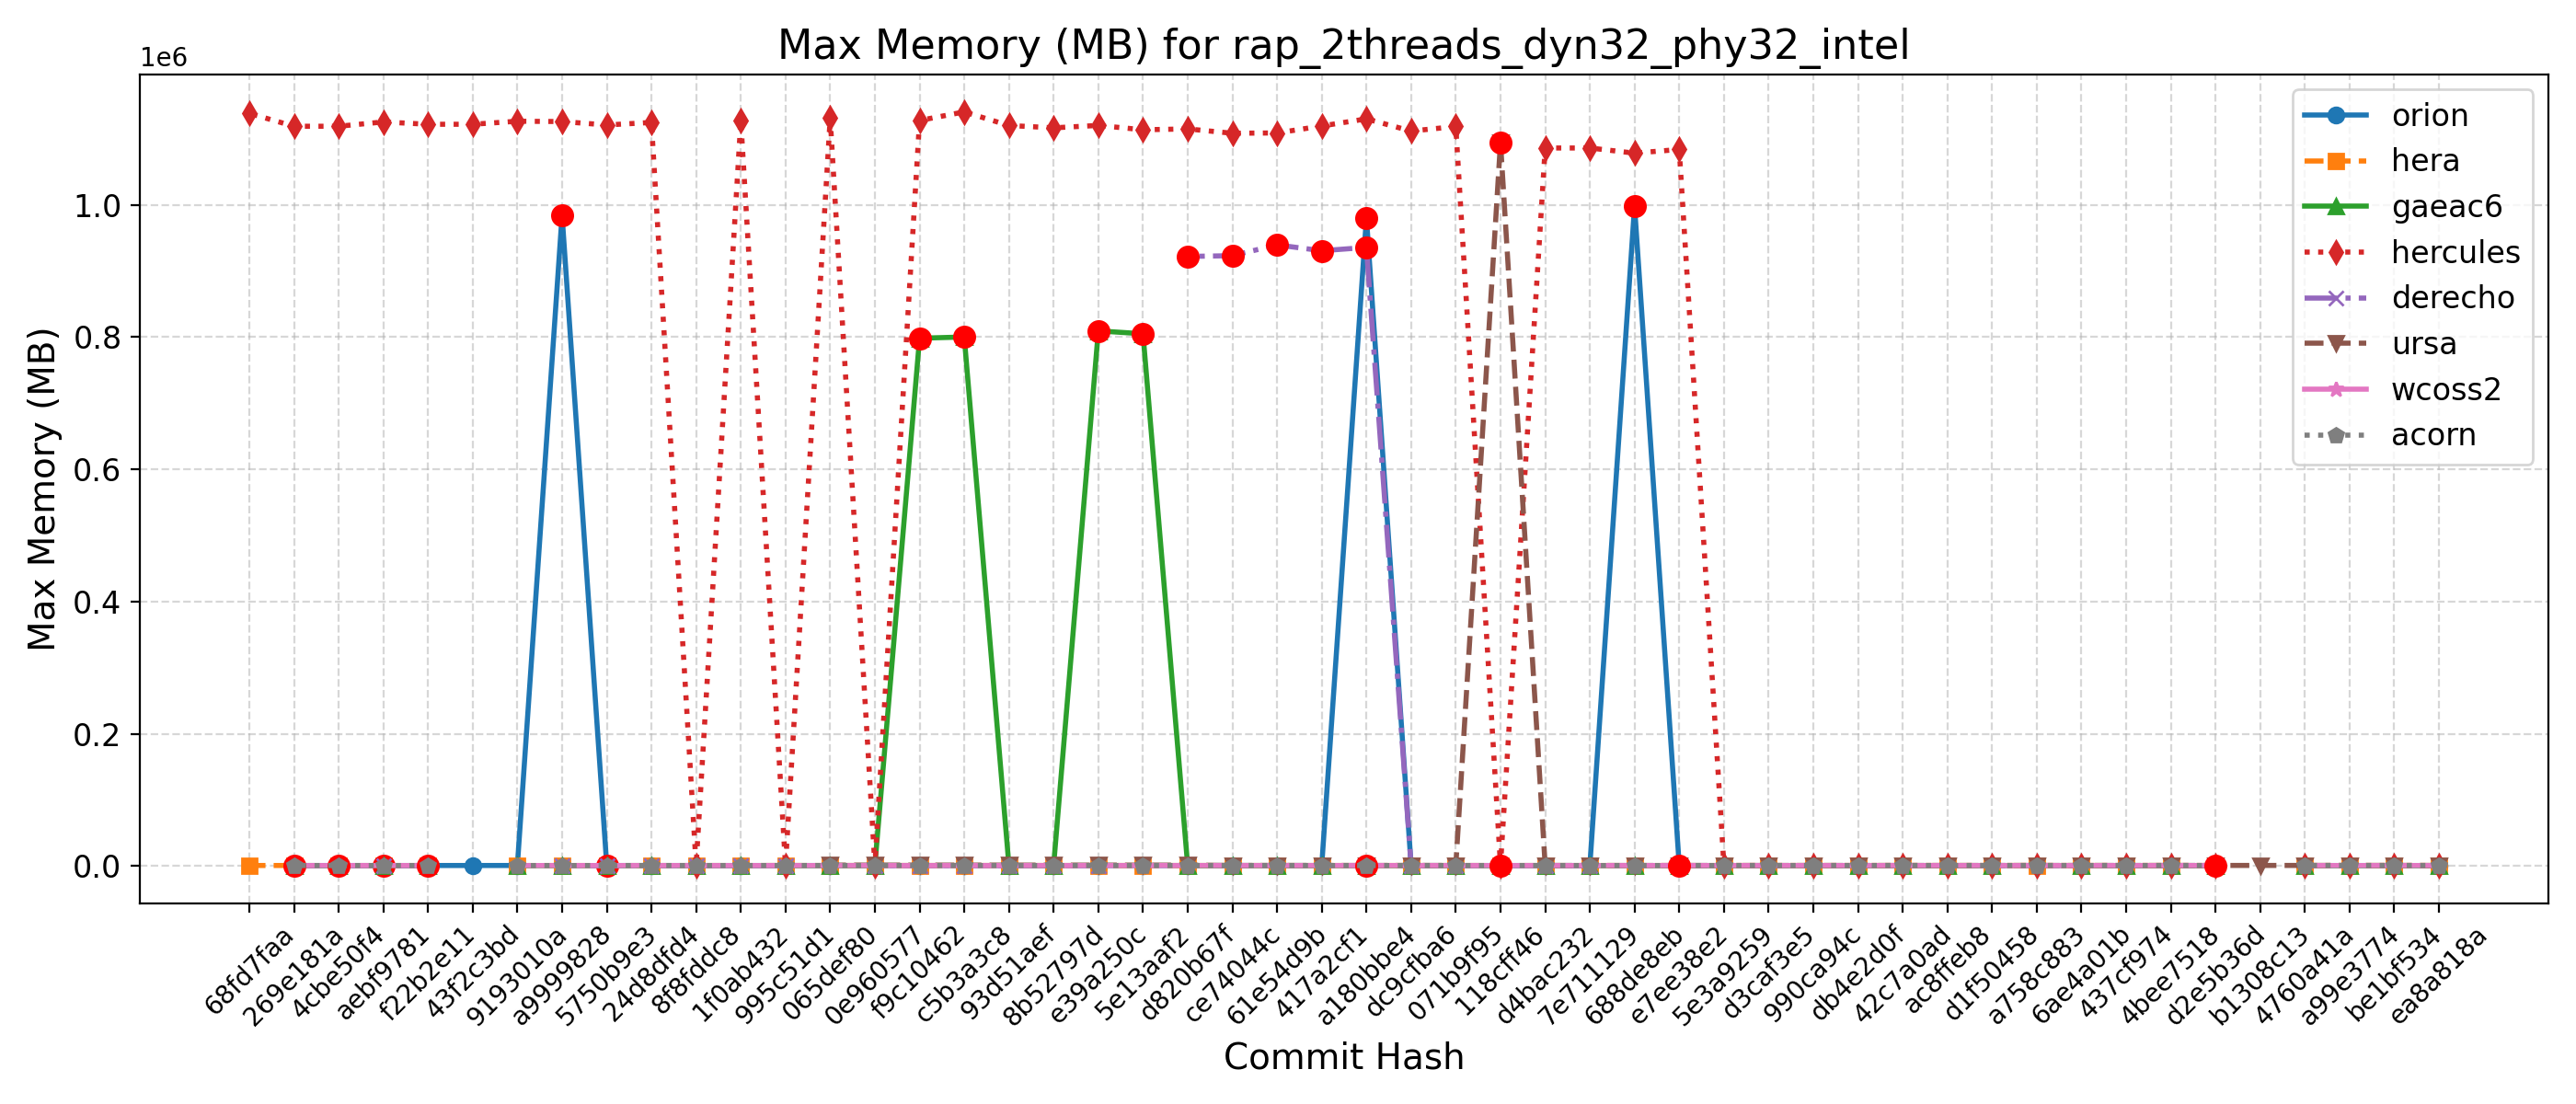 Max Memory (MB) for rap_2threads_dyn32_phy32_intel
1e6
1.0
0.8
0.6
0.4
0.2
0.0
Max Memory (MB)
orion
hera
gaeac6
hercules
derecho
ursa
wcoss2
acorn
68fd7faa
269e181a
4cbe50f4
aebf9781
f22b2e11
43f2c3bd
9193010a
a9999828
5750b9e3
24d8dfd4
8f8fddc8
1f0ab432
995c51d1
065def80
0e960577
f9c10462
c5b3a3c8
93d51aef
8b52797d
e39a250c
5e13aaf2
d820b67f
ce74044c
61e54d9b
417a2cf1
a180bbe4
dc9cfba6
071b9f95
118cff46
d4bac232
7e711129
688de8eb
e7ee38e2
5e3a9259
d3caf3e5
990ca94c
db4e2d0f
42c7a0ad
ac8ffeb8
d1f50458
a758c883
6ae4a01b
437cf974
4bee7518
d2e5b36d
b1308c13
4760a41a
a99e3774
be1bf534
ea8a818a
Commit Hash